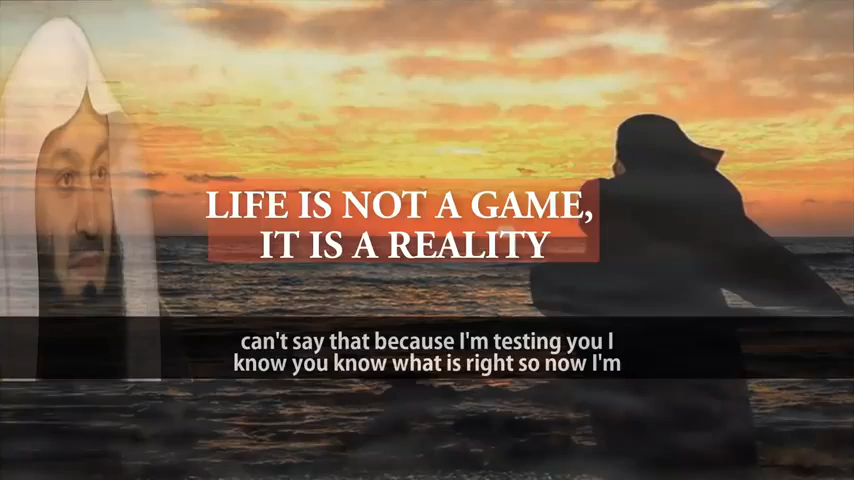 LIFE IS NOT A GAME,
IT IS A REALITY
can't say that because I'm testing you I
know you know what is right so now I'm